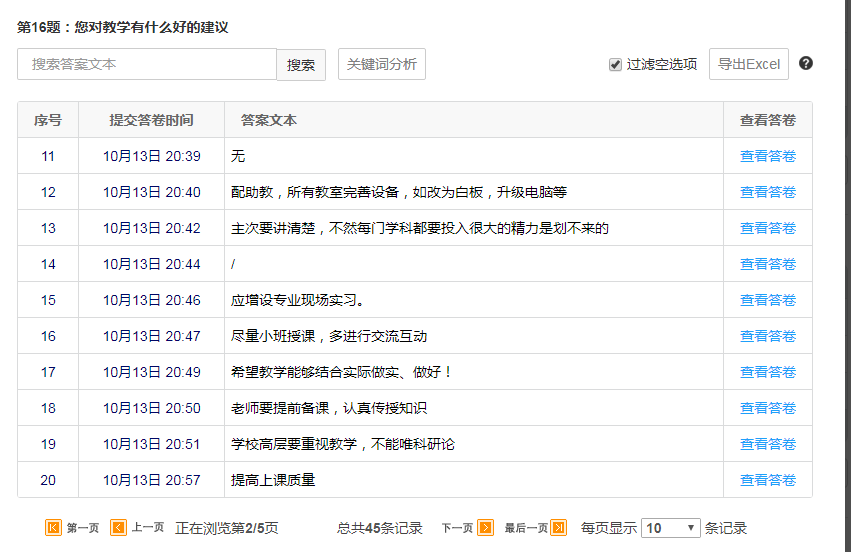 第16题：您对教学有什么好的建议
搜索答案文本 搜索 关键词分析 过滤空选项 导出Excel ?
序号 提交答卷时间 答案文本 查看答卷
11 10月13日 20:39 无 查看答卷
12 10月13日 20:40 配助教，所有教室完善设备，如改为白板，升级电脑等 查看答卷
13 10月13日 20:42 主次要讲清楚，不然每门学科都要投入很大的精力是划不来的 查看答卷
14 10月13日 20:44 / 查看答卷
15 10月13日 20:46 应增设专业现场实习。 查看答卷
16 10月13日 20:47 尽量小班授课，多进行交流互动 查看答卷
17 10月13日 20:49 希望教学能够结合实际做实、做好！ 查看答卷
18 10月13日 20:50 老师要提前备课，认真传授知识 查看答卷
19 10月13日 20:51 学校高层要重视教学，不能唯科研论 查看答卷
20 10月13日 20:57 提高上课质量 查看答卷
第一页 上一页 正在浏览第2/5页 总共45条记录 下一页 最后一页 每页显示 10 条记录